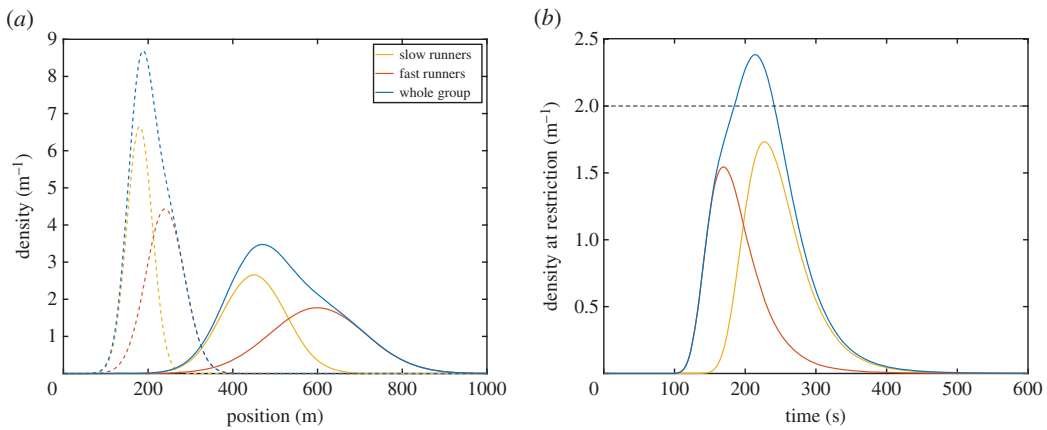 (a)
9
8
7
6
5
4
3
2
1
density (m⁻¹)
slow runners
fast runners
whole group
0 200 400 600 800 1000
position (m)
(b)
2.5
2.0
1.5
1.0
0.5
density at restriction (m⁻¹)
0 100 200 300 400 500 600
time (s)